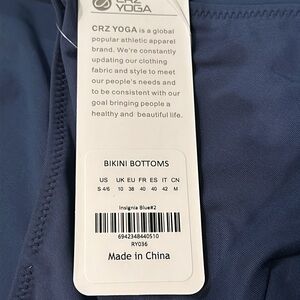 CRZ
YOGA
CRZ YOGA is a global
popular athletic apparel
brand. We're constantly
updating our clothing
fabric and style to meet
our people's needs and
to be consistent with our
goal bringing people a
healthy and beautiful life.
BIKINI BOTTOMS
US UK EU FR ES IT CN
S 4/6 10 38 40 40 42 M
Insignia Blue#2
6942348440510
RY036
Made in China